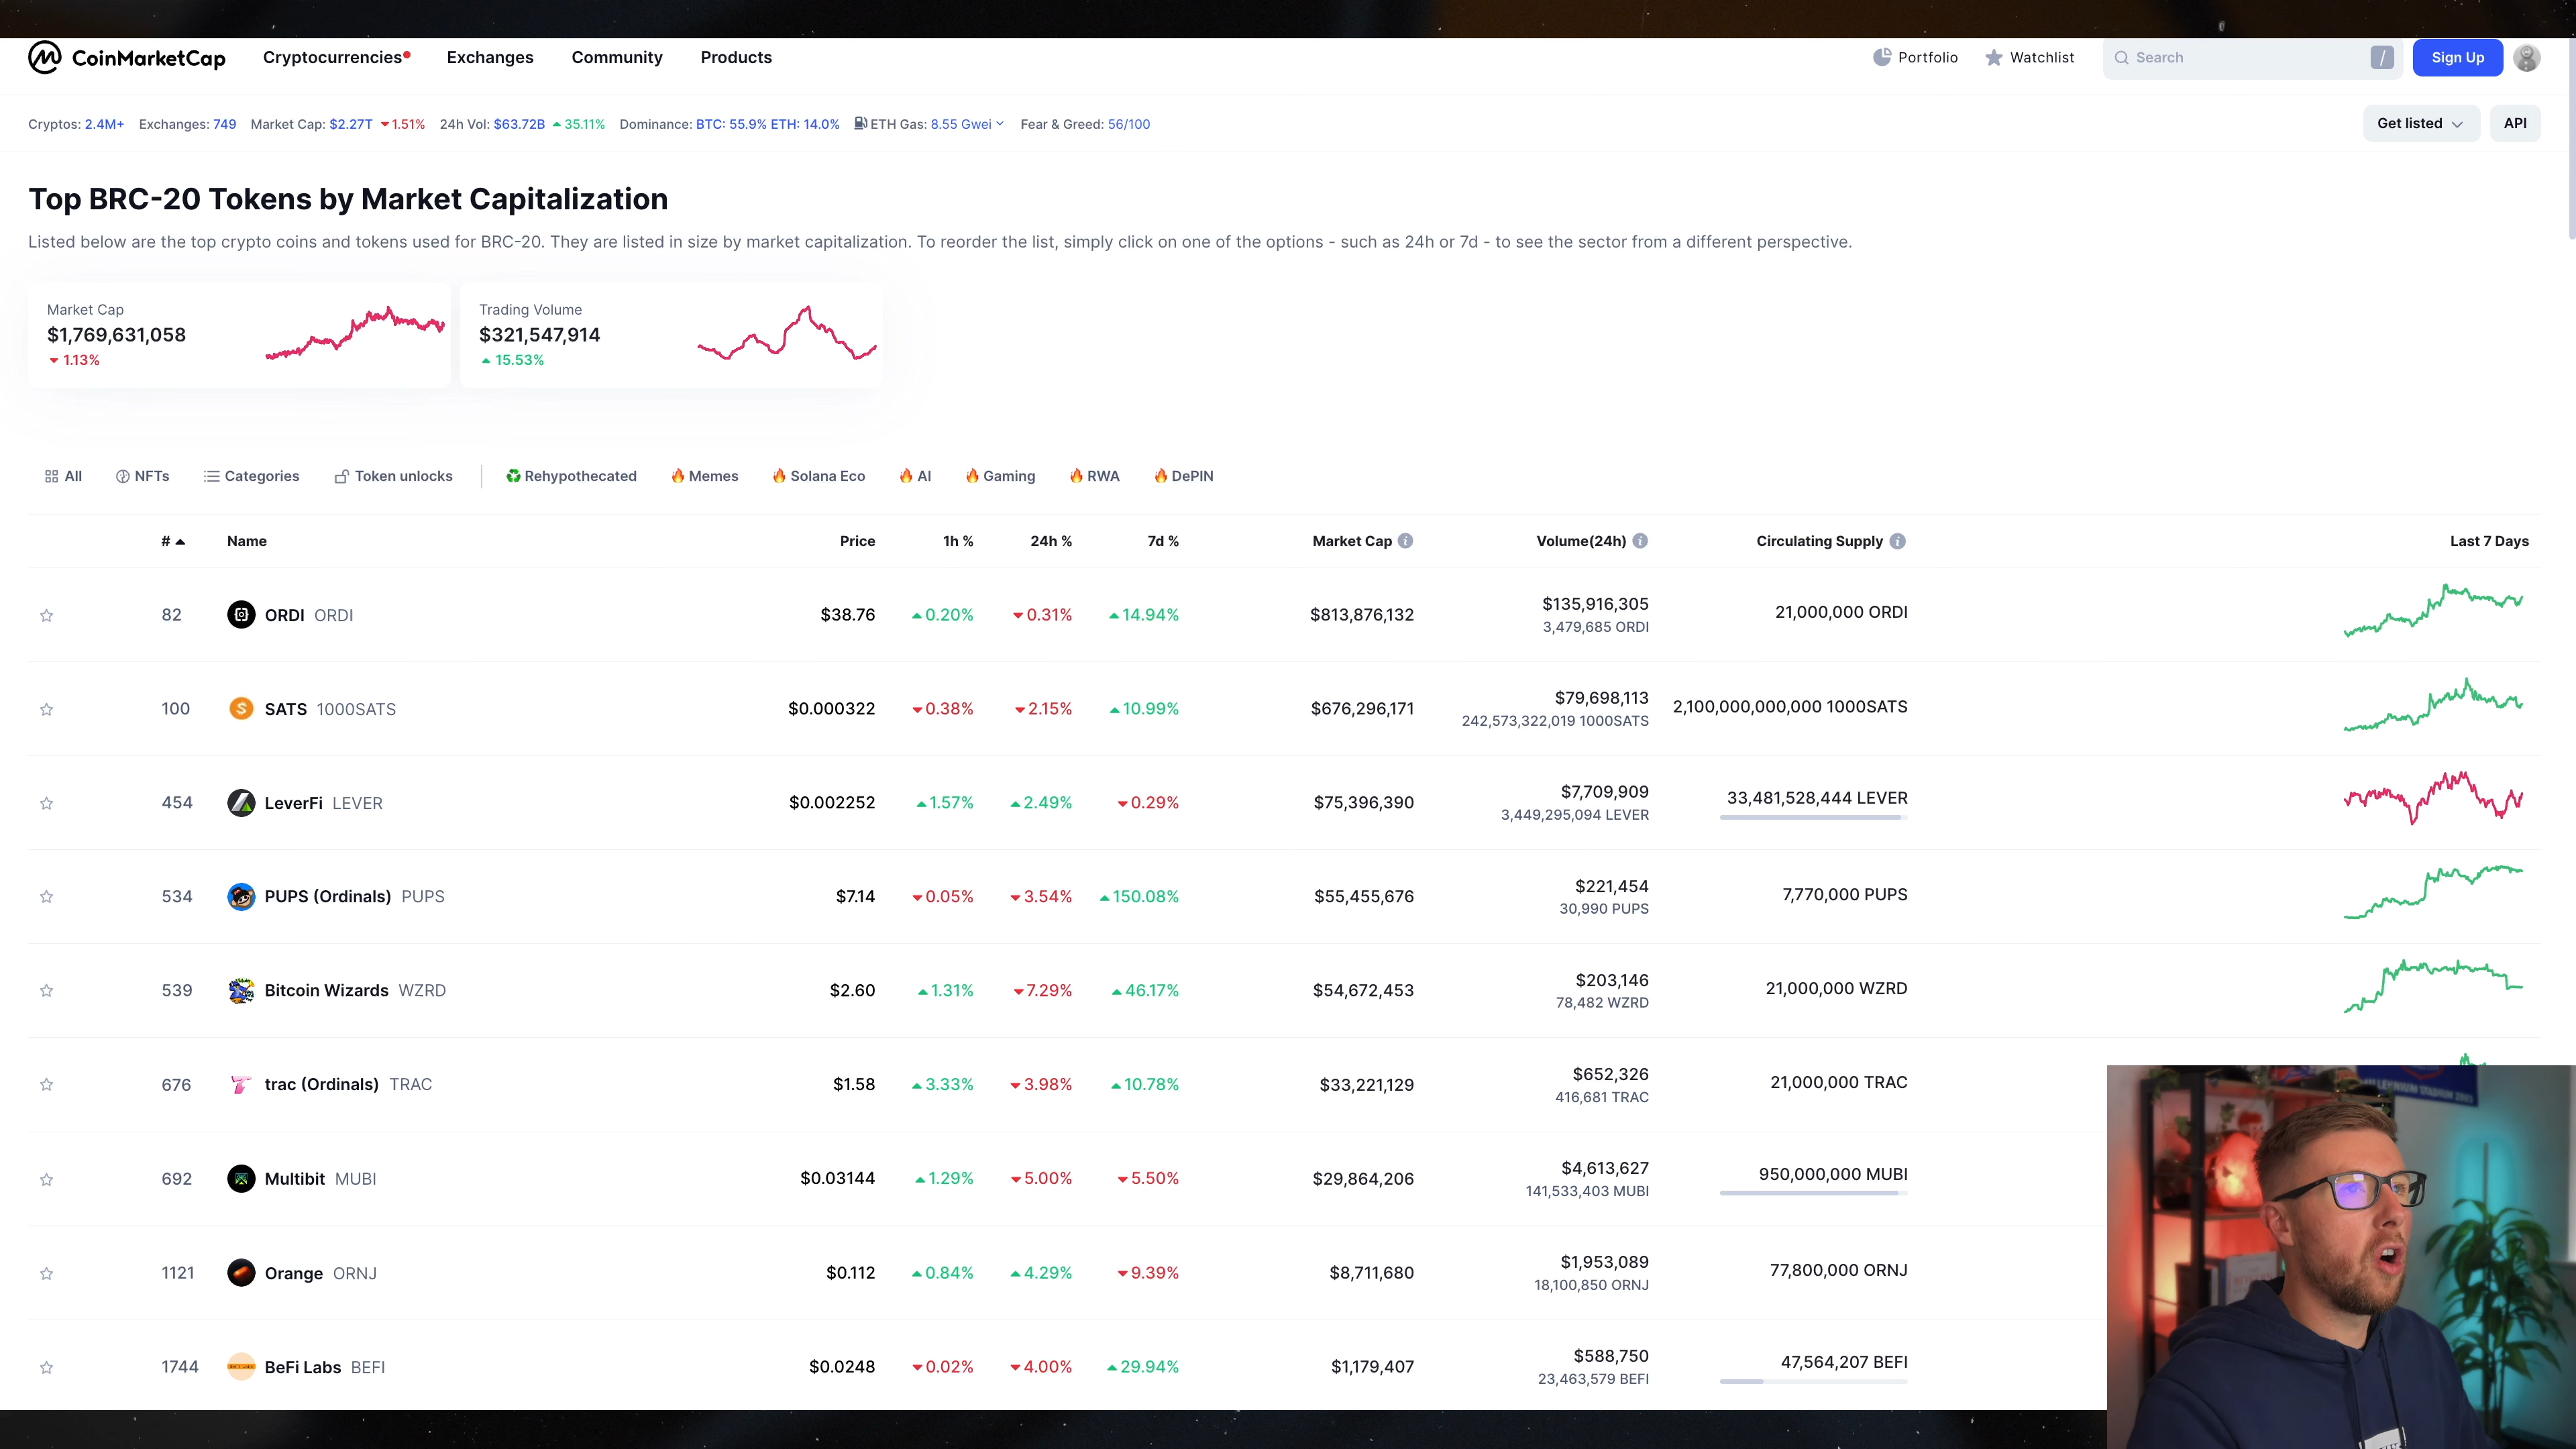 CoinMarketCap Cryptocurrencies Exchanges Community Products Portfolio Watchlist Search / Sign Up
Cryptos: 2.4M+ Exchanges: 749 Market Cap: $2.27T 1.51% 24h Vol: $63.72B 35.11% Dominance: BTC: 55.9% ETH: 14.0% ETH Gas: 8.55 Gwei Fear & Greed: 56/100 Get listed API
Top BRC-20 Tokens by Market Capitalization
Listed below are the top crypto coins and tokens used for BRC-20. They are listed in size by market capitalization. To reorder the list, simply click on one of the options - such as 24h or 7d - to see the sector from a different perspective.
Market Cap
$1,769,631,058
1.13%
Trading Volume
$321,547,914
15.53%
All NFTs Categories Token unlocks Rehypothecated Memes Solana Eco AI Gaming RWA DePIN
# Name Price 1h % 24h % 7d % Market Cap Volume(24h) Circulating Supply Last 7 Days
82 ORDI ORDI $38.76 0.20% 0.31% 14.94% $813,876,132 $135,916,305 21,000,000 ORDI
3,479,685 ORDI
100 SATS 1000SATS $0.000322 0.38% 2.15% 10.99% $676,296,171 $79,698,113 2,100,000,000,000 1000SATS
242,573,322,019 1000SATS
454 LeverFi LEVER $0.002252 1.57% 2.49% 0.29% $75,396,390 $7,709,909 33,481,528,444 LEVER
3,449,295,094 LEVER
534 PUPS (Ordinals) PUPS $7.14 0.05% 3.54% 150.08% $55,455,676 $221,454 7,770,000 PUPS
30,990 PUPS
539 Bitcoin Wizards WZRD $2.60 1.31% 7.29% 46.17% $54,672,453 $203,146 21,000,000 WZRD
78,482 WZRD
676 trac (Ordinals) TRAC $1.58 3.33% 3.98% 10.78% $33,221,129 $652,326 21,000,000 TRAC
416,681 TRAC
692 Multibit MUBI $0.03144 1.29% 5.00% 5.50% $29,864,206 $4,613,627 950,000,000 MUBI
141,533,403 MUBI
1121 Orange ORNJ $0.112 0.84% 4.29% 9.39% $8,711,680 $1,953,089 77,800,000 ORNJ
18,100,850 ORNJ
1744 BeFi Labs BEFI $0.0248 0.02% 4.00% 29.94% $1,179,407 $588,750 47,564,207 BEFI
23,463,579 BEFI